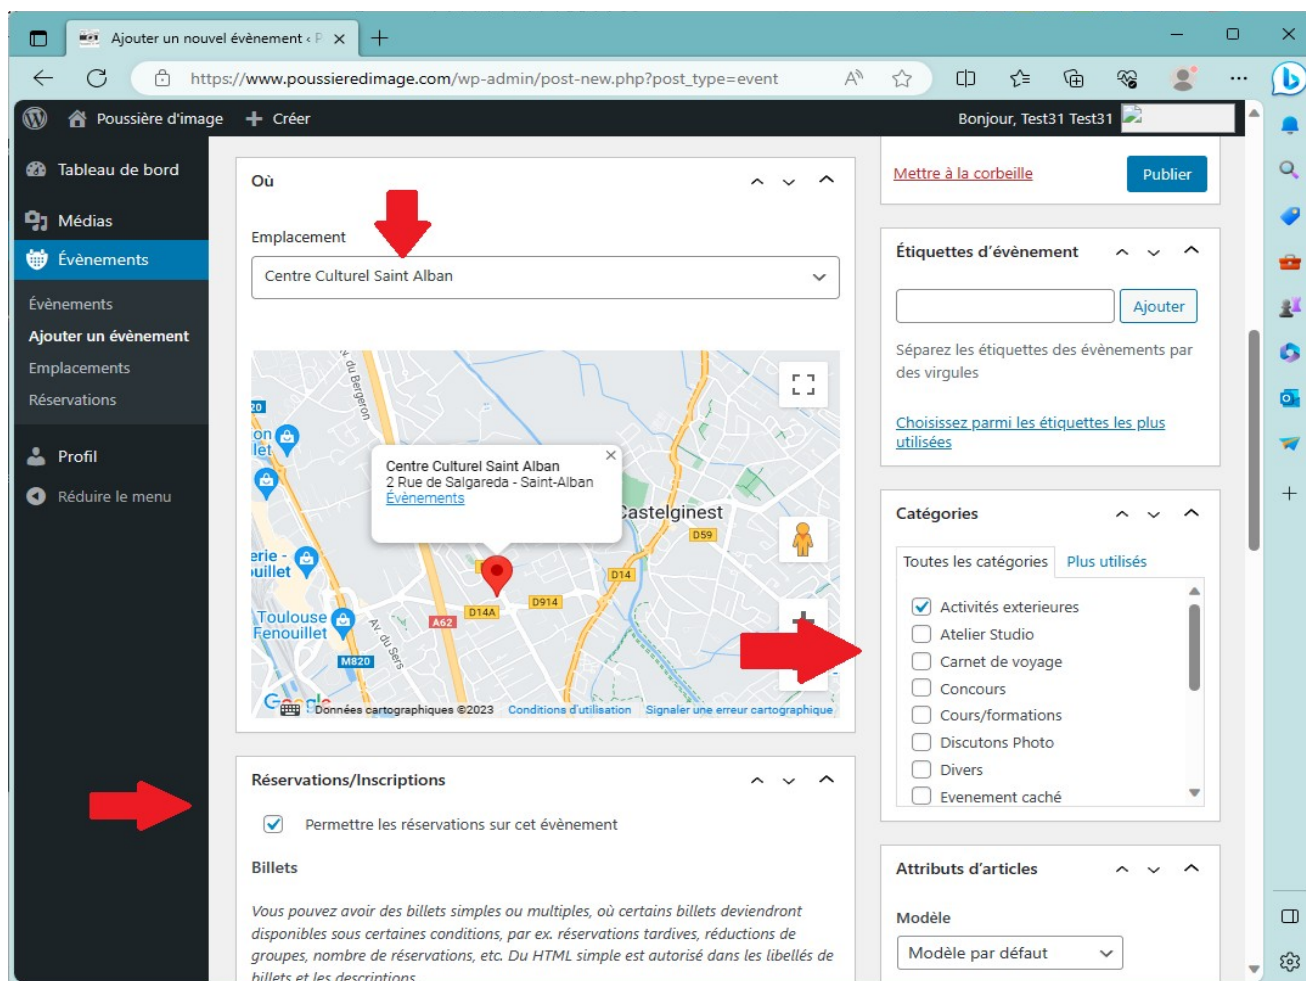 Ajouter un nouvel évènement ‹ P
https://www.poussieredimage.com/wp-admin/post-new.php?post_type=event
Poussière d'image
Créer
Bonjour, Test31 Test31
Tableau de bord
Médias
Évènements
Évènements
Ajouter un évènement
Emplacements
Réservations
Profil
Réduire le menu
Où
Emplacement
Centre Culturel Saint Alban
Centre Culturel Saint Alban
2 Rue de Salgareda - Saint-Alban
Évènements
Av. du Bergeron
Castelginest
D59
D14
D914
D14A
A62
Toulouse
Fenouillet
M820
Av. du Sers
Google
Données cartographiques ©2023
Conditions d'utilisation
Signaler une erreur cartographique
Réservations/Inscriptions
Permettre les réservations sur cet évènement
Billets
Vous pouvez avoir des billets simples ou multiples, où certains billets deviendront
disponibles sous certaines conditions, par ex. réservations tardives, réductions de
groupes, nombre de réservations, etc. Du HTML simple est autorisé dans les libellés de
billets et les descriptions.
Mettre à la corbeille
Publier
Étiquettes d'évènement
Ajouter
Séparez les étiquettes des évènements par
des virgules
Choisissez parmi les étiquettes les plus
utilisées
Catégories
Toutes les catégories
Plus utilisés
Activités exterieures
Atelier Studio
Carnet de voyage
Concours
Cours/formations
Discutons Photo
Divers
Evenement caché
Attributs d'articles
Modèle
Modèle par défaut